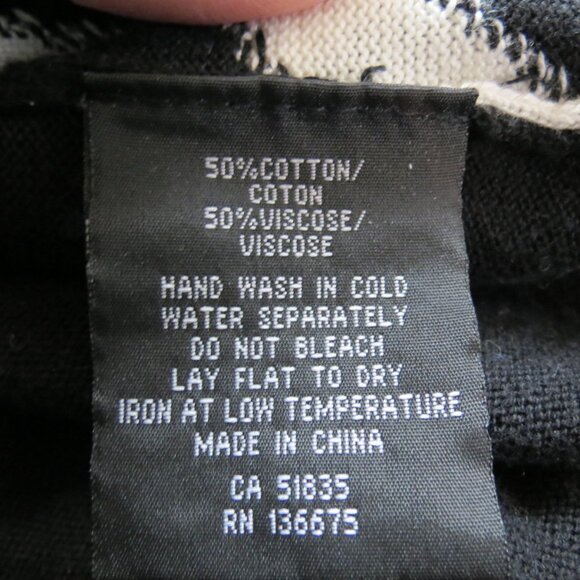 50%COTTON/
COTON
50%VISCOSE/
VISCOSE
HAND WASH IN COLD
WATER SEPARATELY
DO NOT BLEACH
LAY FLAT TO DRY
IRON AT LOW TEMPERATURE
MADE IN CHINA
CA 51835
RN 136675